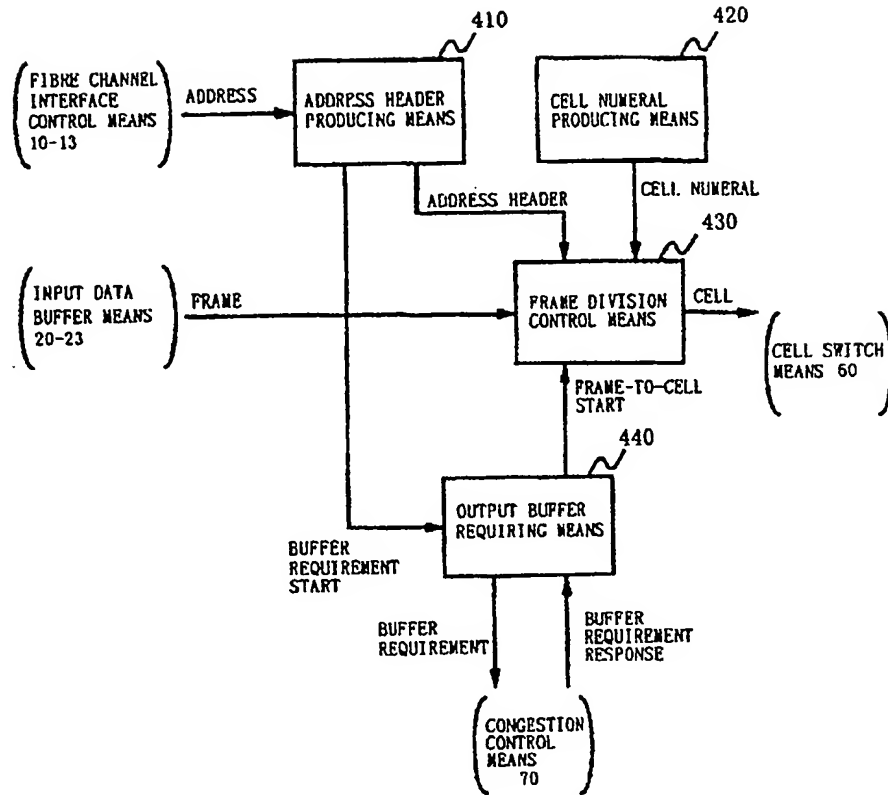 410
420
FIBRE CHANNEL
INTERFACE
CONTROL MEANS
10-13
ADDRESS
ADDRESS HEADER
PRODUCING MEANS
CELL NUMERAL
PRODUCING MEANS
ADDRESS HEADER
CELL NUMERAL
430
INPUT DATA
BUFFER MEANS
20-23
FRAME
FRAME DIVISION
CONTROL MEANS
CELL
CELL SWITCH
MEANS 60
FRAME-TO-CELL
START
440
OUTPUT BUFFER
REQUIRING MEANS
BUFFER
REQUIREMENT
START
BUFFER
REQUIREMENT
BUFFER
REQUIREMENT
RESPONSE
CONGESTION
CONTROL
MEANS
70